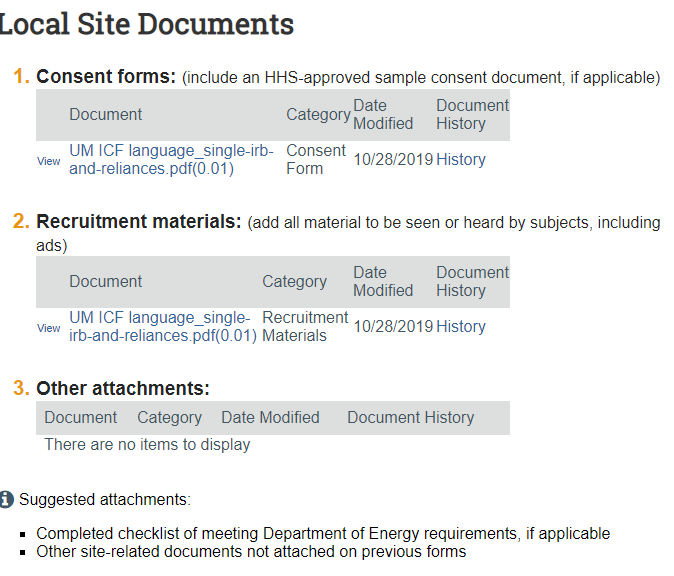 Local Site Documents
1. Consent forms: (include an HHS-approved sample consent document, if applicable)
Document Category Date Modified Document History
View UM ICF language_single-irb-and-reliances.pdf(0.01) Consent Form 10/28/2019 History
2. Recruitment materials: (add all material to be seen or heard by subjects, including
ads)
Document Category Date Modified Document History
View UM ICF language_single-irb-and-reliances.pdf(0.01) Recruitment Materials 10/28/2019 History
3. Other attachments:
Document Category Date Modified Document History
There are no items to display
Suggested attachments:
Completed checklist of meeting Department of Energy requirements, if applicable
Other site-related documents not attached on previous forms